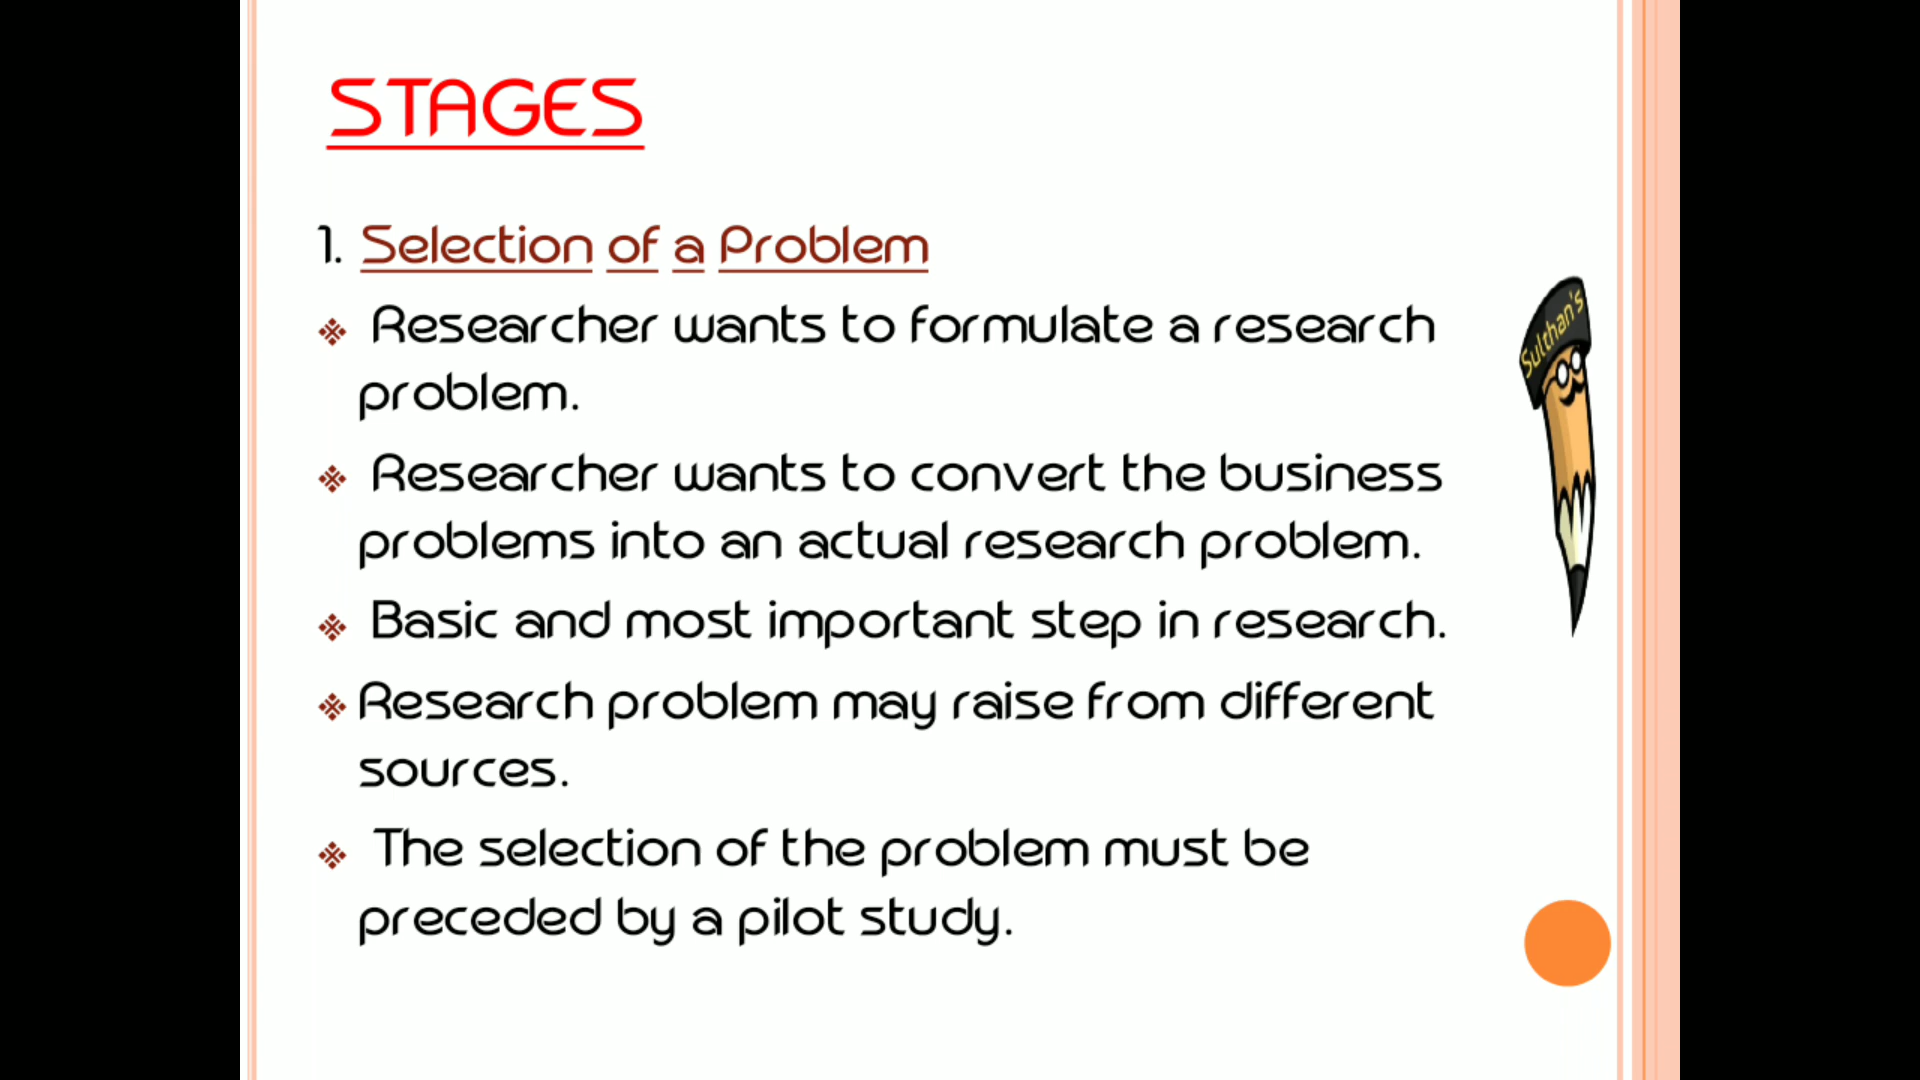 STAGES
1. Selection of a Problem
Researcher wants to formulate a research
problem.
Researcher wants to convert the business
problems into an actual research problem.
Basic and most important step in research.
Research problem may raise from different
sources.
The selection of the problem must be
preceded by a pilot study.
Sulthan's